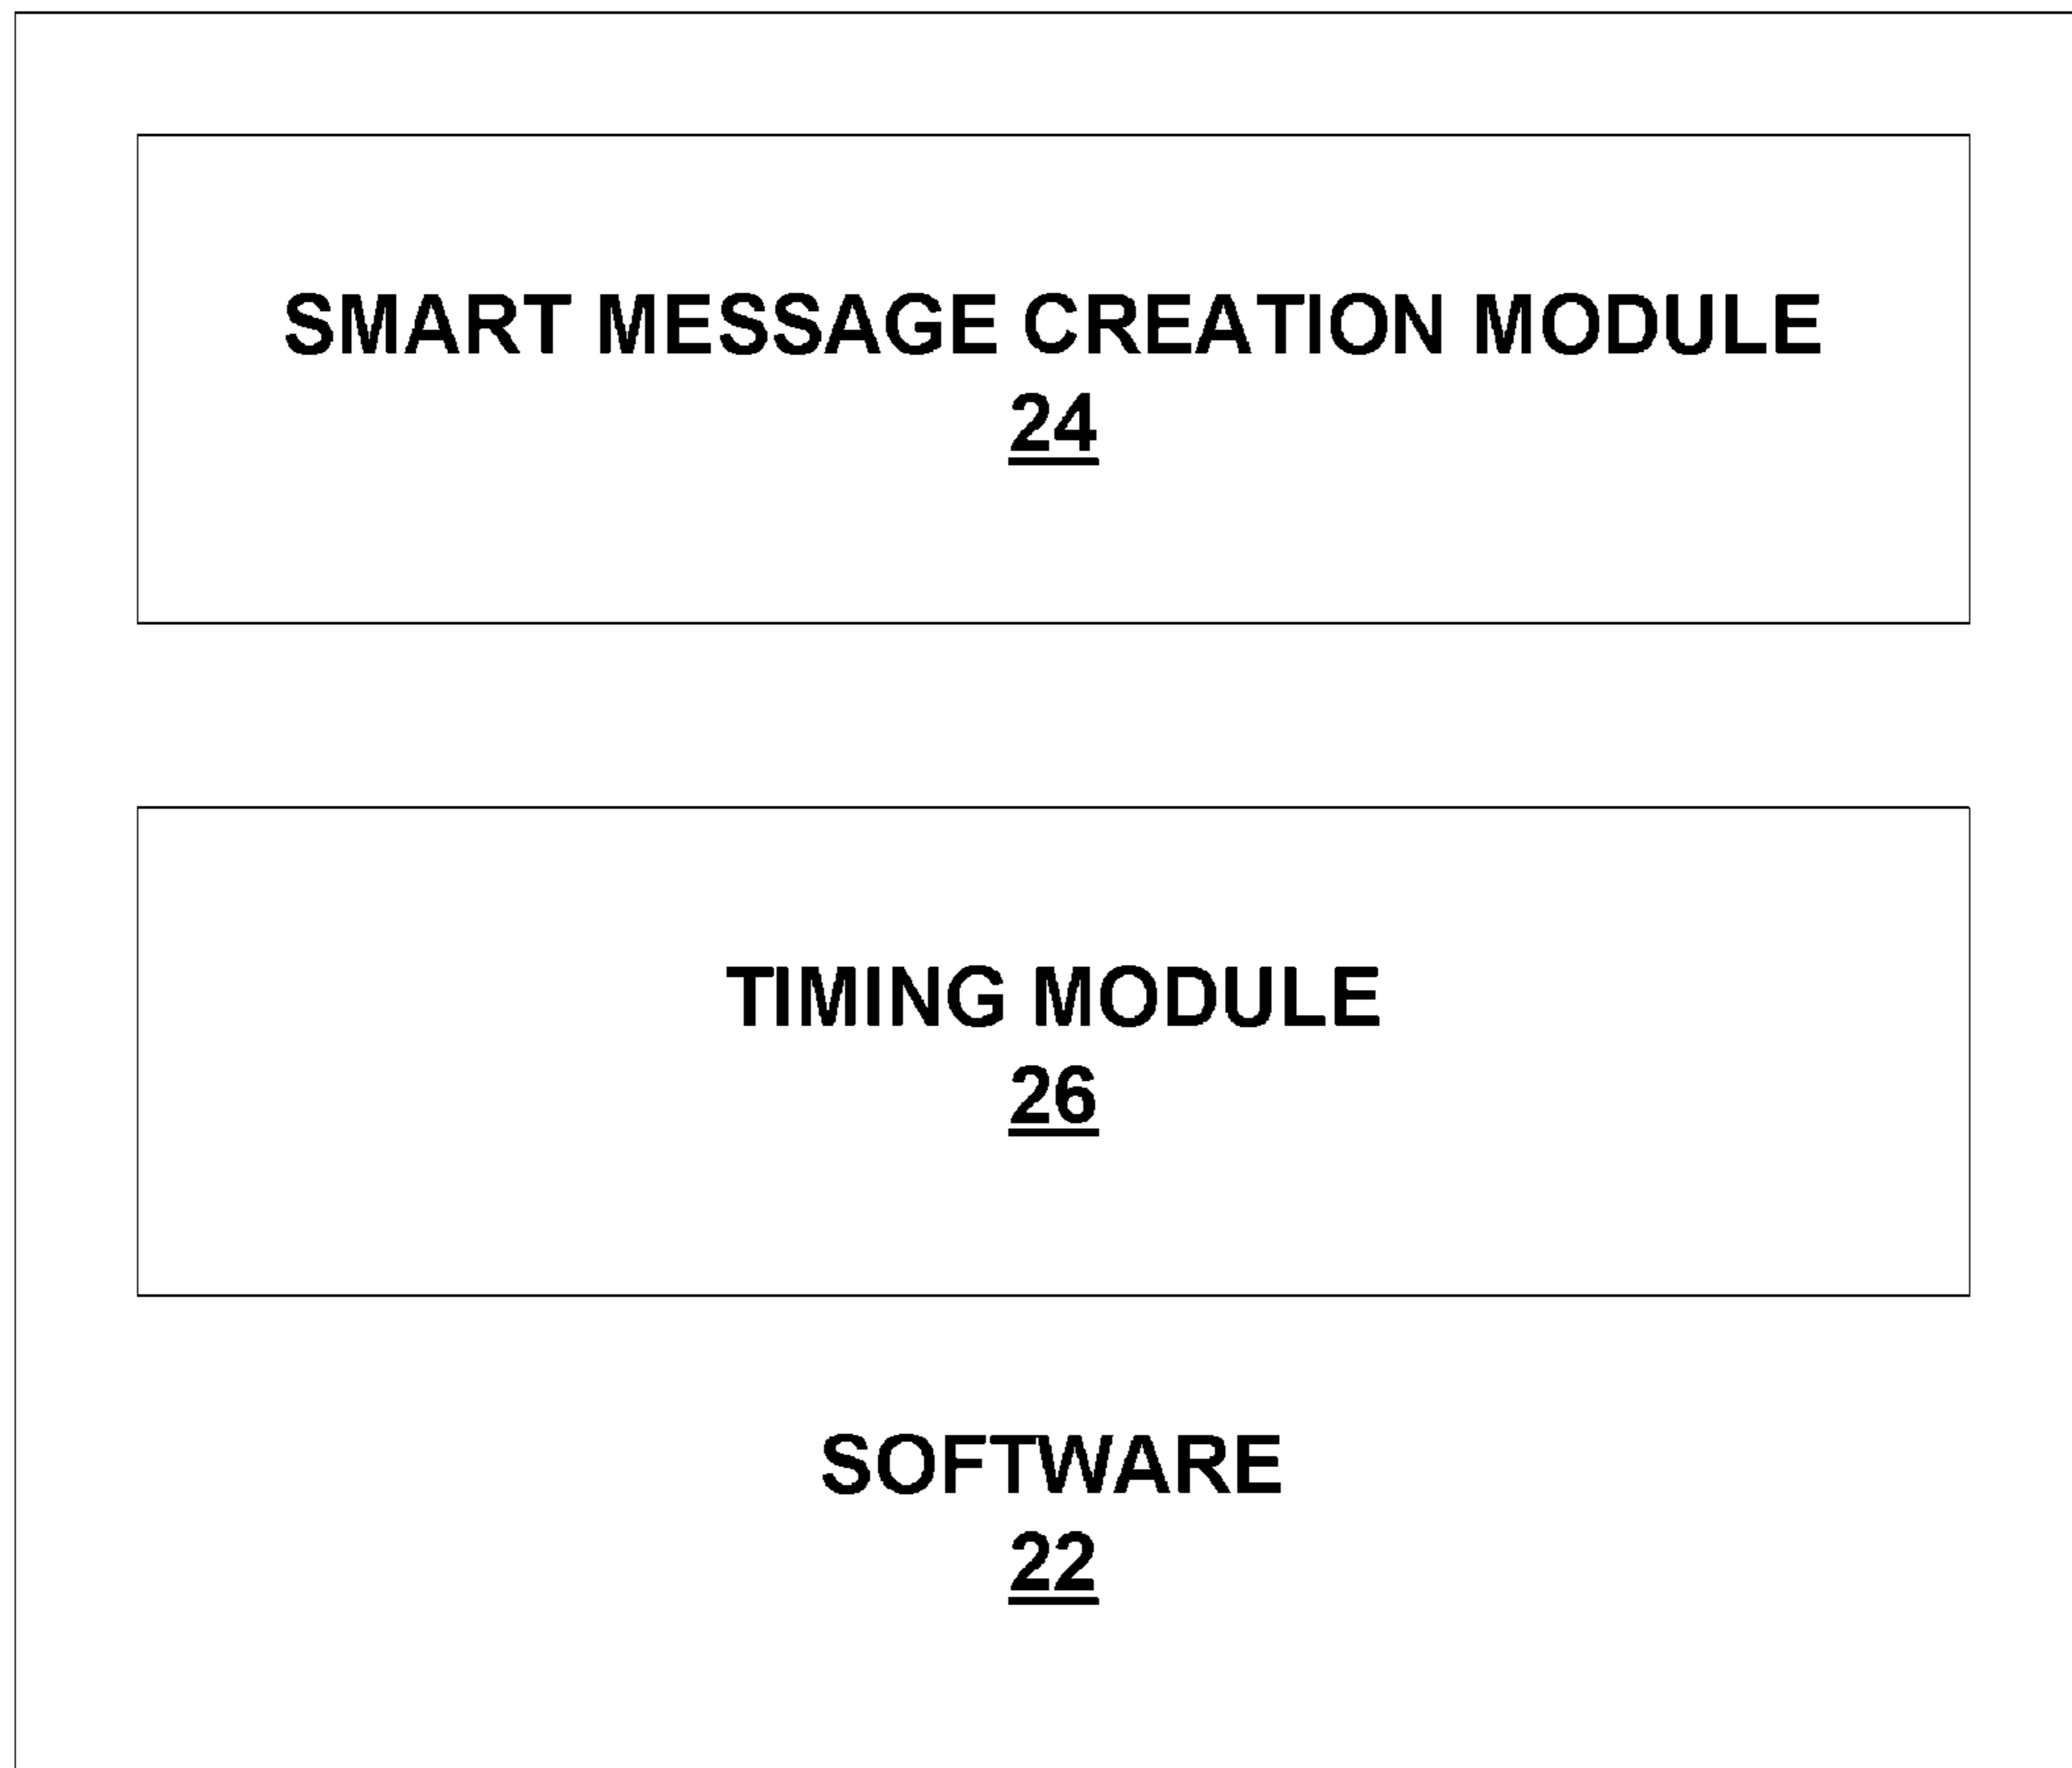 SMART MESSAGE CREATION MODULE
24
TIMING MODULE
26
SOFTWARE
22